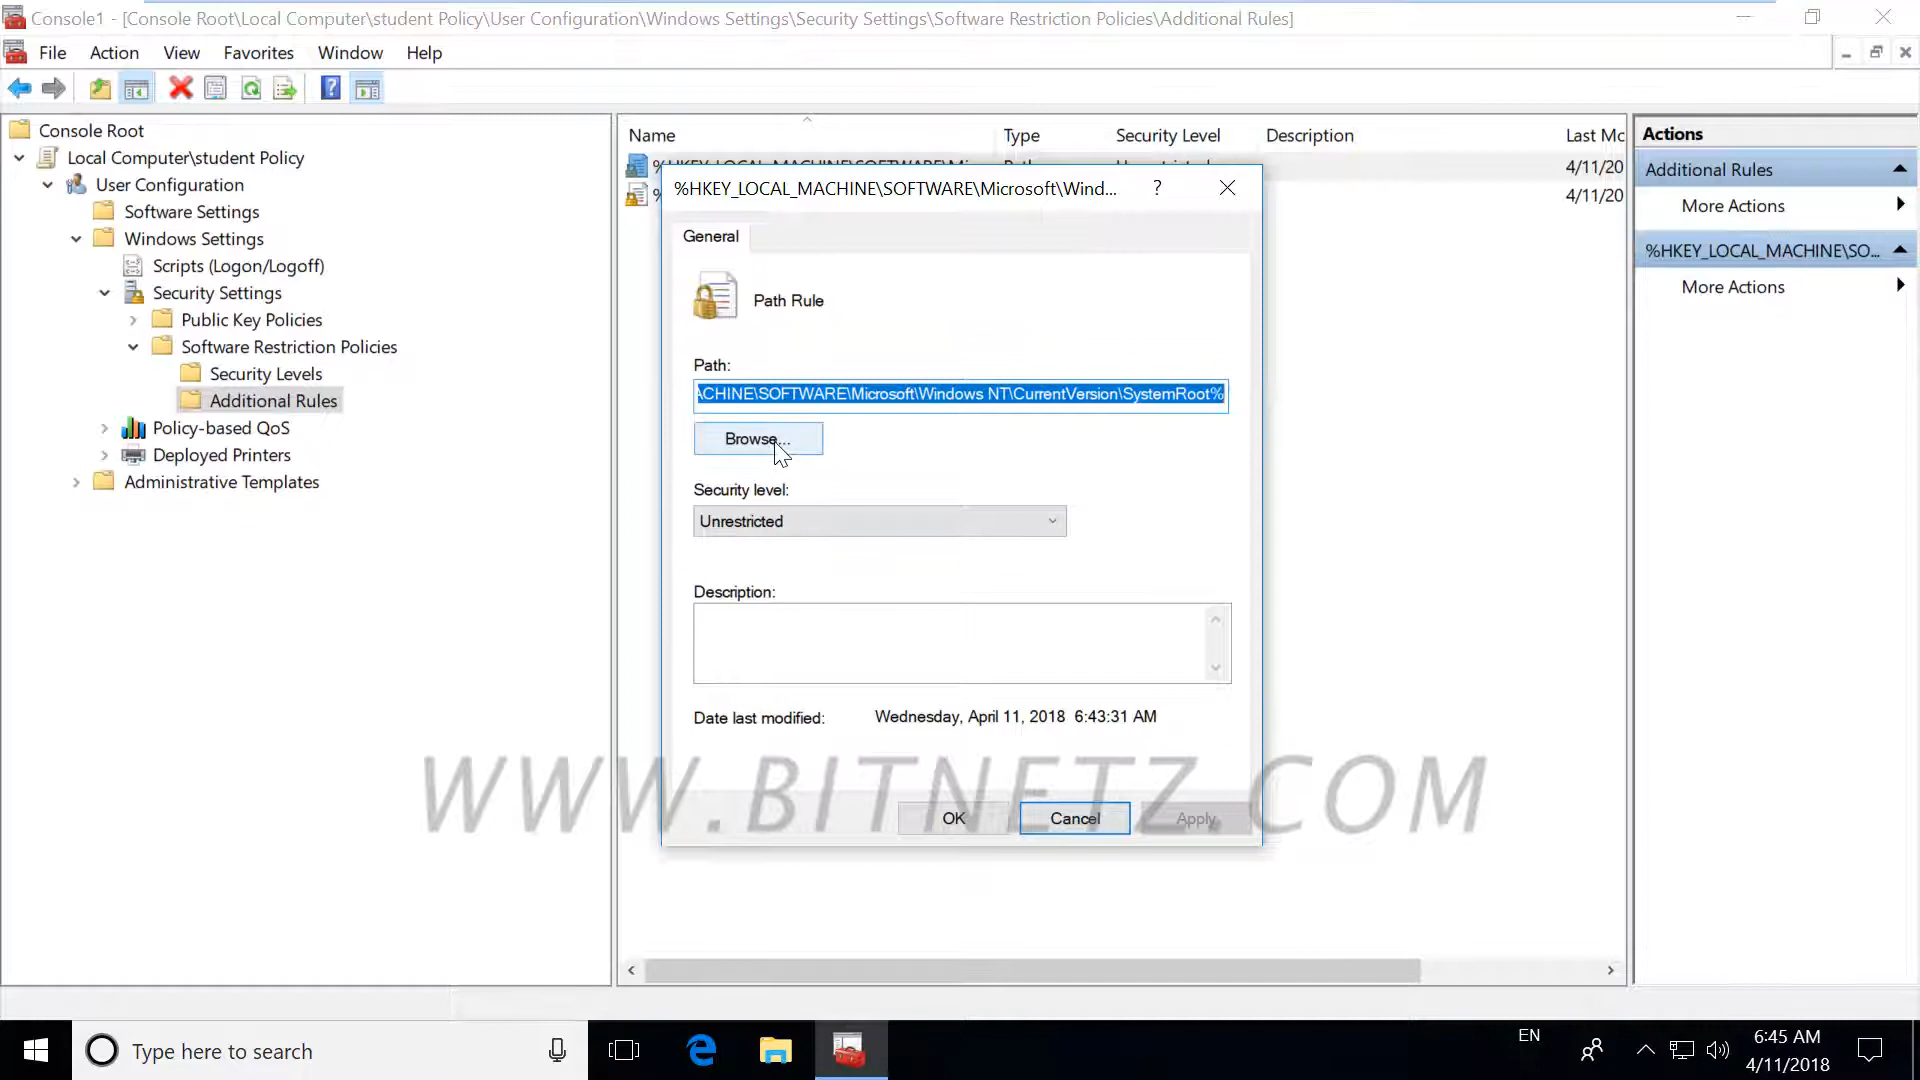 Console1 - [Console Root\Local Computer\student Policy\User Configuration\Windows Settings\Security Settings\Software Restriction Policies\Additional Rules]
File Action View Favorites Window Help
Console Root
Local Computer\student Policy
User Configuration
Software Settings
Windows Settings
Scripts (Logon/Logoff)
Security Settings
Public Key Policies
Software Restriction Policies
Security Levels
Additional Rules
Policy-based QoS
Deployed Printers
Administrative Templates
Name Type Security Level Description Last Mc
4/11/20
4/11/20
%HKEY_LOCAL_MACHINE\SOFTWARE\Microsoft\Wind... ?
General
Path Rule
Path:
ACHINE\SOFTWARE\Microsoft\Windows NT\CurrentVersion\SystemRoot%
Browse...
Security level:
Unrestricted
Description:
Date last modified: Wednesday, April 11, 2018 6:43:31 AM
OK Cancel Apply
Actions
Additional Rules
More Actions
%HKEY_LOCAL_MACHINE\SO...
More Actions
WWW.BITNETZ.COM
Type here to search
EN
6:45 AM
4/11/2018